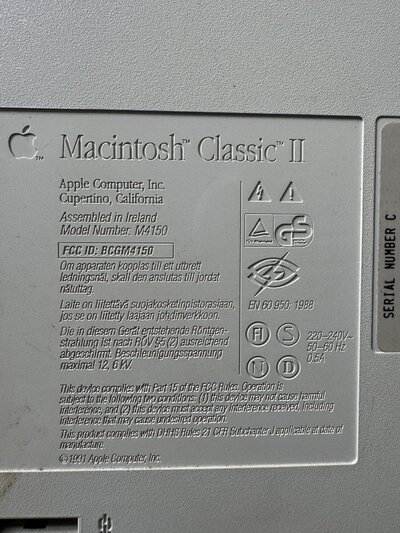 Macintosh™ Classic™ II
Apple Computer, Inc.
Cupertino, California
Assembled in Ireland
Model Number: M4150
FCC ID: BCGM4150
Om apparaten kopplas till ett utbrett
ledningsnät, skall den anslutas till jordat
nätuttag.
Laite on liitettävä suojakosketinpistorasiaan,
jos se on liitetty laajaan johdinverkkoon.
Die in diesem Gerät entstehende Röntgen-
strahlung ist nach RÖV §5 (2) ausreichend
abgeschirmt. Beschleunigungsspannung
maximal 12, 6 kV.
GS
EN 60 950: 1988
FI S
N D
220–240V~
50–60 Hz
0.5A
This device complies with Part 15 of the FCC Rules. Operation is
subject to the following two conditions: (1) this device may not cause harmful
interference, and (2) this device must accept any interference received, including
interference that may cause undesired operation.
This product complies with DHHS Rules 21 CFR Subchapter J applicable at date of
manufacture.
©1991 Apple Computer, Inc.
SERIAL NUMBER C